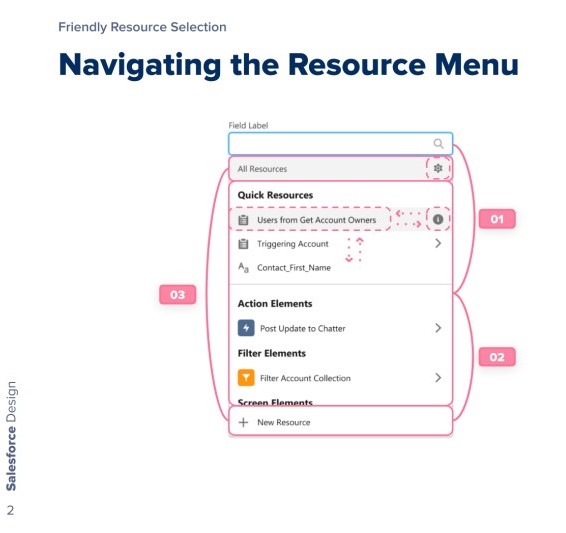 Friendly Resource Selection
Navigating the Resource Menu
Field Label
All Resources
Quick Resources
Users from Get Account Owners
Triggering Account
Aa Contact_First_Name
01
03
Action Elements
Post Update to Chatter
Filter Elements
02
Filter Account Collection
Screen Elements
New Resource
Salesforce Design
2